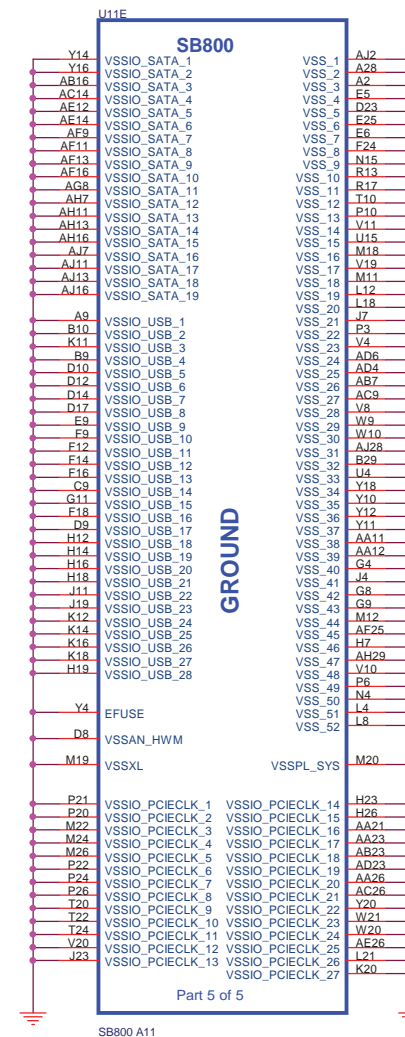 U11E
SB800
Y14 VSSIO_SATA_1 VSS_1 AJ2
Y16 VSSIO_SATA_2 VSS_2 A28
AB16 VSSIO_SATA_3 VSS_3 A2
AC14 VSSIO_SATA_4 VSS_4 E5
AE12 VSSIO_SATA_5 VSS_5 D23
AE14 VSSIO_SATA_6 VSS_6 E25
AF9 VSSIO_SATA_7 VSS_7 E6
AF11 VSSIO_SATA_8 VSS_8 F24
AF13 VSSIO_SATA_9 VSS_9 N15
AF16 VSSIO_SATA_10 VSS_10 R13
AG8 VSSIO_SATA_11 VSS_11 R17
AH7 VSSIO_SATA_12 VSS_12 T10
AH11 VSSIO_SATA_13 VSS_13 P10
AH13 VSSIO_SATA_14 VSS_14 V11
AH16 VSSIO_SATA_15 VSS_15 U15
AJ7 VSSIO_SATA_16 VSS_16 M18
AJ11 VSSIO_SATA_17 VSS_17 V19
AJ13 VSSIO_SATA_18 VSS_18 M11
AJ16 VSSIO_SATA_19 VSS_19 L12
VSS_20 L18
A9 VSSIO_USB_1 VSS_21 J7
B10 VSSIO_USB_2 VSS_22 P3
K11 VSSIO_USB_3 VSS_23 V4
B9 VSSIO_USB_4 VSS_24 AD6
D10 VSSIO_USB_5 VSS_25 AD4
D12 VSSIO_USB_6 VSS_26 AB7
D14 VSSIO_USB_7 VSS_27 AC9
D17 VSSIO_USB_8 VSS_28 V8
E9 VSSIO_USB_9 VSS_29 W9
F9 VSSIO_USB_10 VSS_30 W10
F12 VSSIO_USB_11 VSS_31 AJ28
F14 VSSIO_USB_12 VSS_32 B29
F16 VSSIO_USB_13 VSS_33 U4
C9 VSSIO_USB_14 VSS_34 Y18
G11 VSSIO_USB_15 VSS_35 Y10
F18 VSSIO_USB_16 VSS_36 Y12
D9 VSSIO_USB_17 VSS_37 Y11
H12 VSSIO_USB_18 VSS_38 AA11
H14 VSSIO_USB_19 VSS_39 AA12
H16 VSSIO_USB_20 VSS_40 G4
H18 VSSIO_USB_21 VSS_41 J4
J11 VSSIO_USB_22 VSS_42 G8
J19 VSSIO_USB_23 VSS_43 G9
K12 VSSIO_USB_24 VSS_44 M12
K14 VSSIO_USB_25 VSS_45 AF25
K16 VSSIO_USB_26 VSS_46 H7
K18 VSSIO_USB_27 VSS_47 AH29
H19 VSSIO_USB_28 VSS_48 V10
VSS_49 P6
VSS_50 N4
Y4 EFUSE VSS_51 L4
VSS_52 L8
GROUND
D8 VSSAN_HWM
M19 VSSXL VSSPL_SYS M20
P21 VSSIO_PCIECLK_1 VSSIO_PCIECLK_14 H23
P20 VSSIO_PCIECLK_2 VSSIO_PCIECLK_15 H26
M22 VSSIO_PCIECLK_3 VSSIO_PCIECLK_16 AA21
M24 VSSIO_PCIECLK_4 VSSIO_PCIECLK_17 AA23
M26 VSSIO_PCIECLK_5 VSSIO_PCIECLK_18 AB23
P22 VSSIO_PCIECLK_6 VSSIO_PCIECLK_19 AD23
P24 VSSIO_PCIECLK_7 VSSIO_PCIECLK_20 AA26
P26 VSSIO_PCIECLK_8 VSSIO_PCIECLK_21 AC26
T20 VSSIO_PCIECLK_9 VSSIO_PCIECLK_22 Y20
T22 VSSIO_PCIECLK_10 VSSIO_PCIECLK_23 W21
T24 VSSIO_PCIECLK_11 VSSIO_PCIECLK_24 W20
V20 VSSIO_PCIECLK_12 VSSIO_PCIECLK_25 AE26
J23 VSSIO_PCIECLK_13 VSSIO_PCIECLK_26 L21
VSSIO_PCIECLK_27 K20
Part 5 of 5
SB800 A11